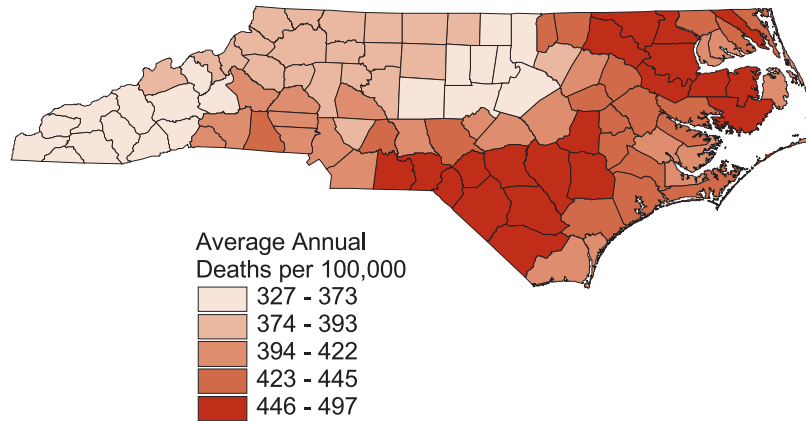 Average Annual
Deaths per 100,000
327 - 373
374 - 393
394 - 422
423 - 445
446 - 497